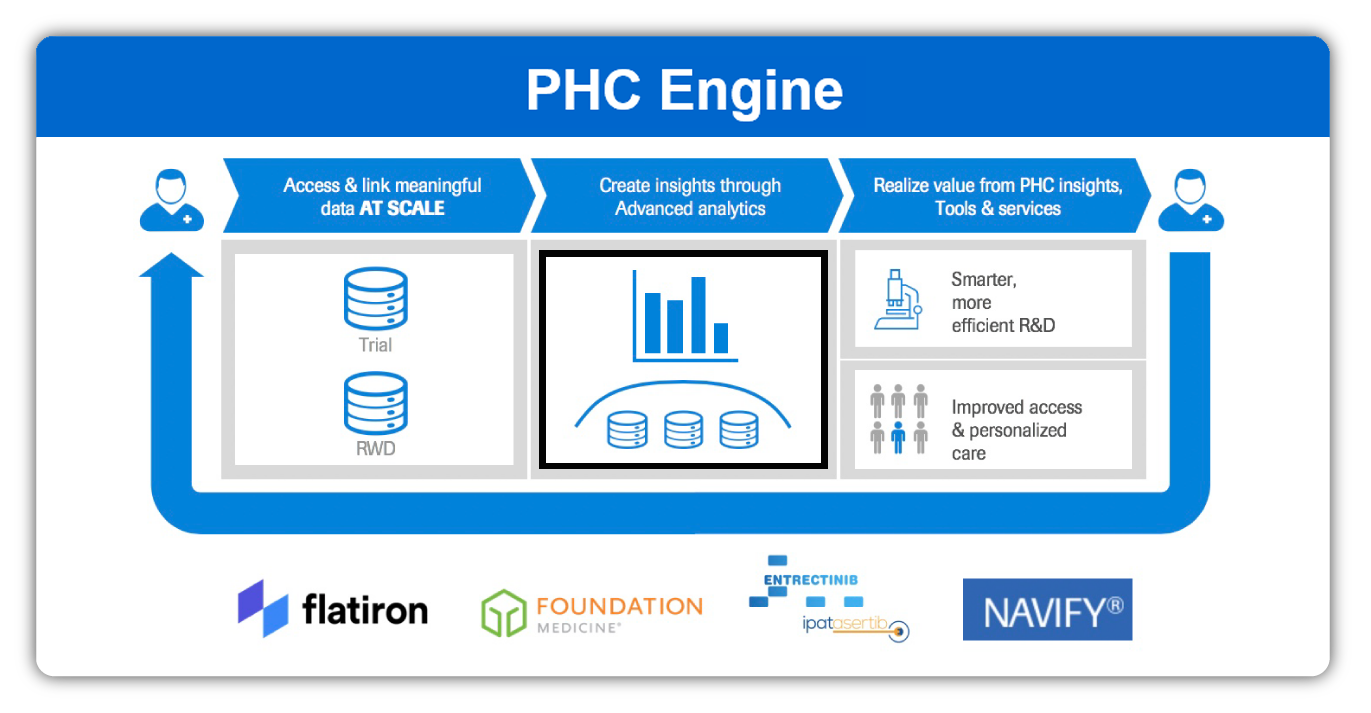 PHC Engine
Access & link meaningful
data AT SCALE
Create insights through
Advanced analytics
Realize value from PHC insights,
Tools & services
Trial
RWD
Smarter,
more
efficient R&D
Improved access
& personalized
care
flatiron
FOUNDATION
MEDICINE®
ENTRECTINIB
ipatasertib
NAVIFY®